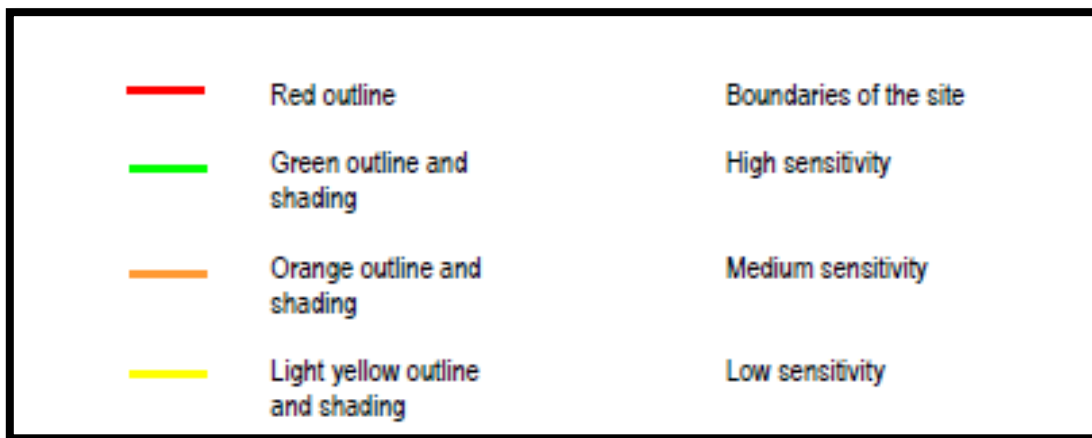 Red outline Boundaries of the site
Green outline and High sensitivity
shading
Orange outline and Medium sensitivity
shading
Light yellow outline Low sensitivity
and shading